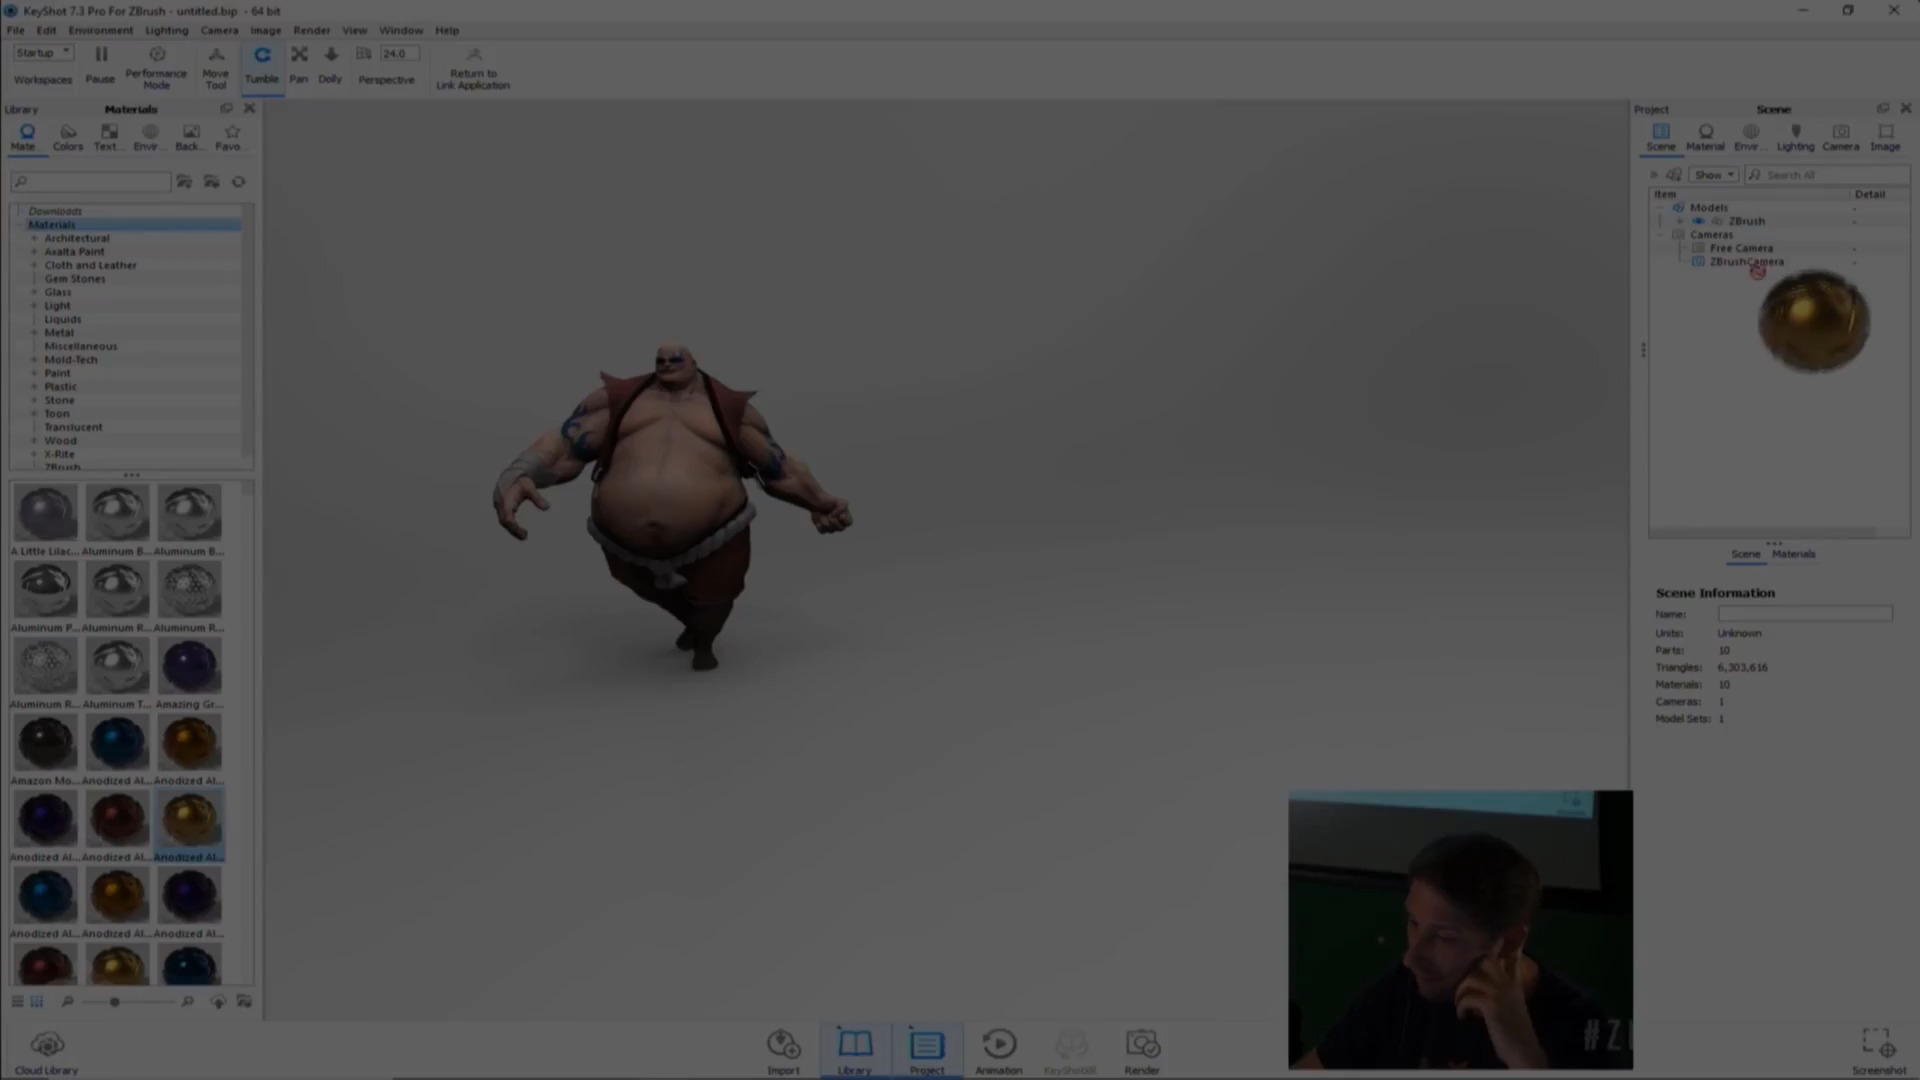 KeyShot 7.3 Pro For ZBrush - untitled.bip - 64 bit
File Edit Environment Lighting Camera Image Render View Window Help
Startup 24.0
Workspaces Pause Performance Mode Move Tool Tumble Pan Dolly Perspective Return to Link Application
Library Materials
Mate... Colors Text... Envir... Back... Favo...
Downloads
Materials
Architectural
Axalta Paint
Cloth and Leather
Gem Stones
Glass
Light
Liquids
Metal
Miscellaneous
Mold-Tech
Paint
Plastic
Stone
Toon
Translucent
Wood
X-Rite
ZBrush
A Little Lilac... Aluminum B... Aluminum B...
Aluminum P... Aluminum R... Aluminum R...
Aluminum R... Aluminum T... Amazing Gr...
Amazon Mo... Anodized Al... Anodized Al...
Anodized Al... Anodized Al... Anodized Al...
Anodized Al... Anodized Al... Anodized Al...
Cloud Library
Import Library Project Animation KeyShotXR Render
Project Scene
Scene Material Envir... Lighting Camera Image
Show Search All
Item Detail
Models -
ZBrush -
Cameras -
Free Camera -
ZBrushCamera -
Scene Materials
Scene Information
Name:
Units: Unknown
Parts: 10
Triangles: 6,303,616
Materials: 10
Cameras: 1
Model Sets: 1
#Z
Screenshot